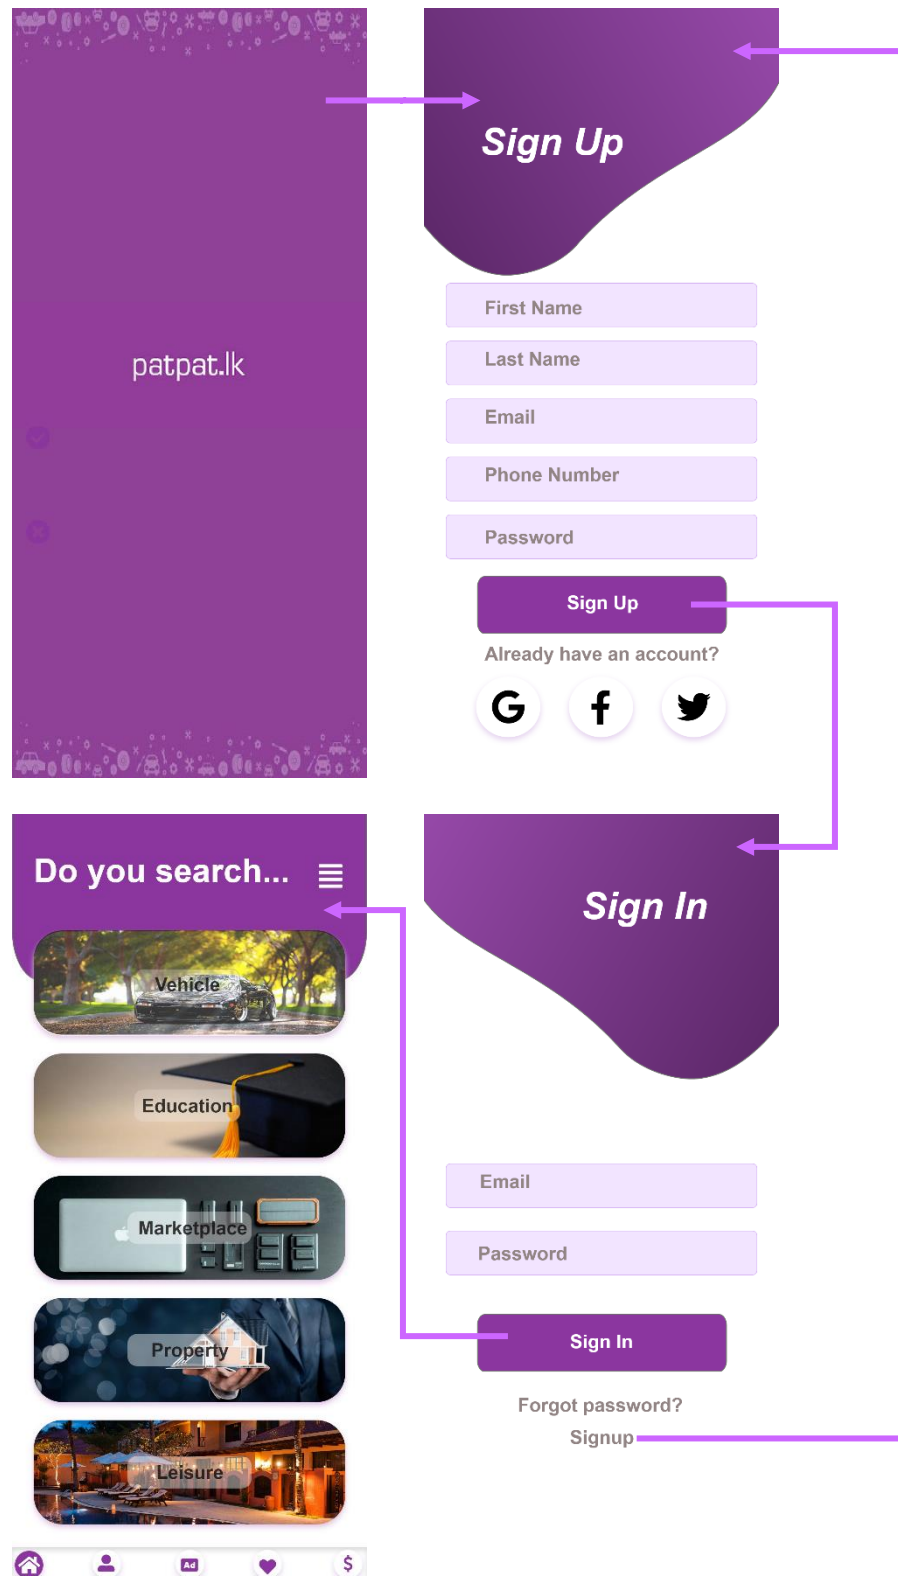 patpat.lk
Sign Up
First Name
Last Name
Email
Phone Number
Password
Sign Up
Already have an account?
G
f
Do you search...
Vehicle
Education
Marketplace
Property
Leisure
Ad
$
Sign In
Email
Password
Sign In
Forgot password?
Signup